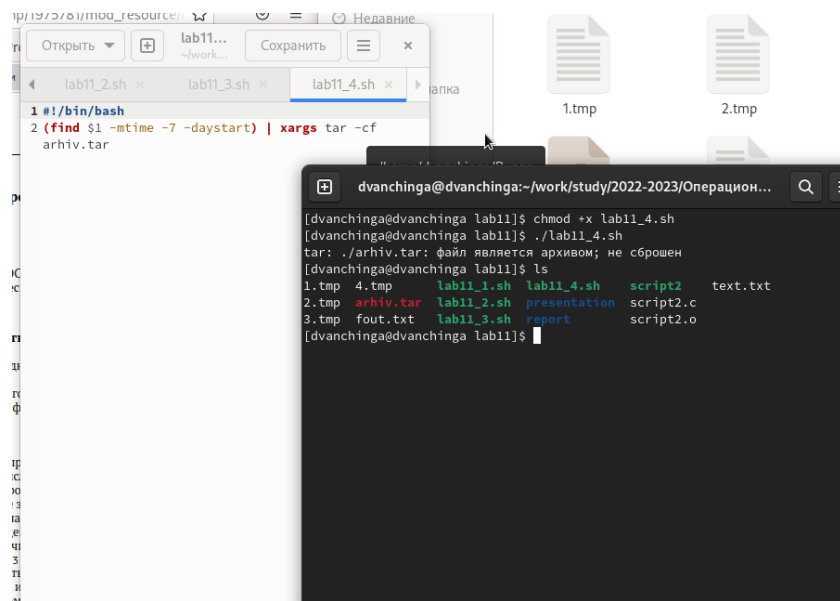 Недавние
Открыть
lab11...
~/work...
Сохранить
lab11_2.sh
lab11_3.sh
lab11_4.sh
1 #!/bin/bash
2 (find $1 -mtime -7 -daystart) | xargs tar -cf
arhiv.tar
1.tmp
2.tmp
dvanchinga@dvanchinga:~/work/study/2022-2023/Операцион...
[dvanchinga@dvanchinga lab11]$ chmod +x lab11_4.sh
[dvanchinga@dvanchinga lab11]$ ./lab11_4.sh
tar: ./arhiv.tar: файл является архивом; не сброшен
[dvanchinga@dvanchinga lab11]$ ls
1.tmp 4.tmp lab11_1.sh lab11_4.sh script2 text.txt
2.tmp arhiv.tar lab11_2.sh presentation script2.c
3.tmp fout.txt lab11_3.sh report script2.o
[dvanchinga@dvanchinga lab11]$